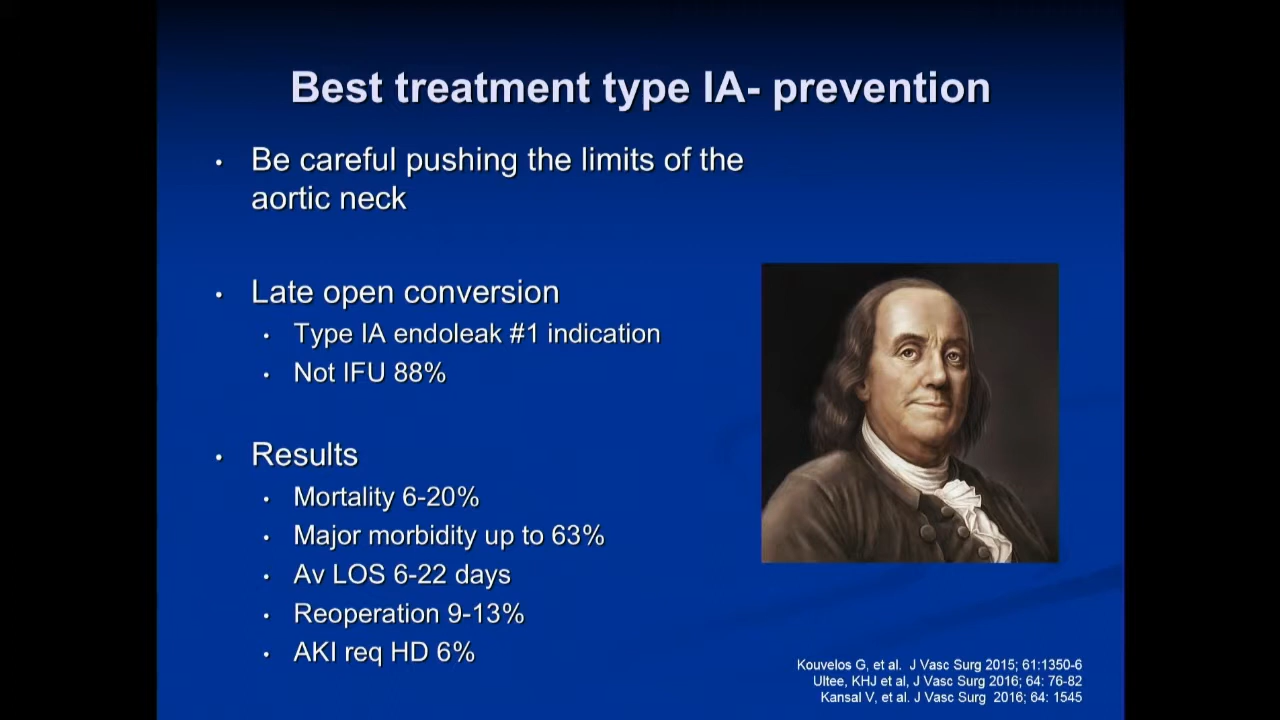 Best treatment type IA- prevention
• Be careful pushing the limits of the
aortic neck
• Late open conversion
• Type IA endoleak #1 indication
• Not IFU 88%
• Results
• Mortality 6-20%
• Major morbidity up to 63%
• Av LOS 6-22 days
• Reoperation 9-13%
• AKI req HD 6%
Kouvelos G, et al. J Vasc Surg 2015; 61:1350-6
Ultee, KHJ et al, J Vasc Surg 2016; 64: 76-82
Kansal V, et al. J Vasc Surg 2016; 64: 1545